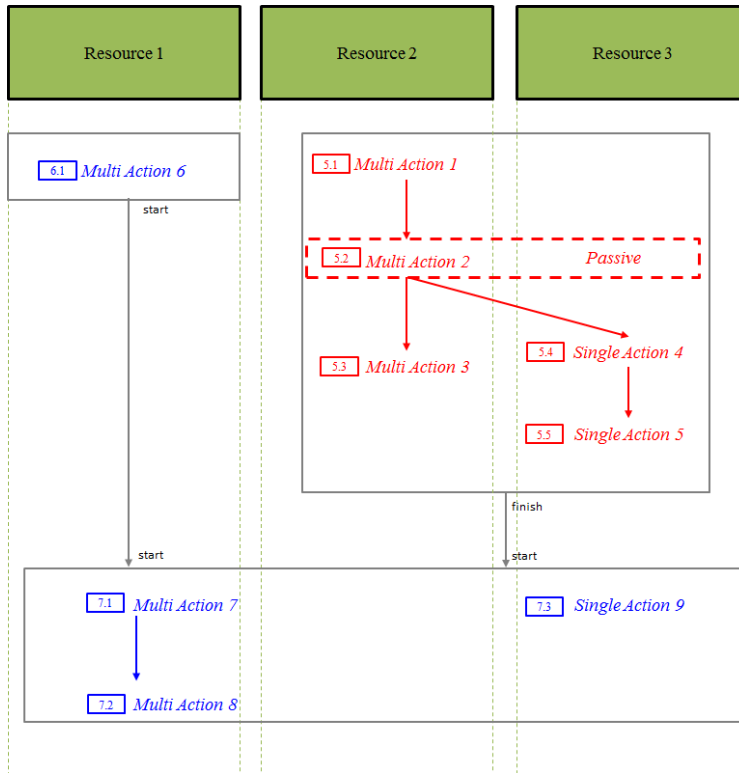 Resource 1
Resource 2
Resource 3
6.1 Multi Action 6
5.1 Multi Action 1
start
5.2 Multi Action 2 Passive
5.3 Multi Action 3
5.4 Single Action 4
5.5 Single Action 5
finish
start
start
7.1 Multi Action 7
7.3 Single Action 9
7.2 Multi Action 8